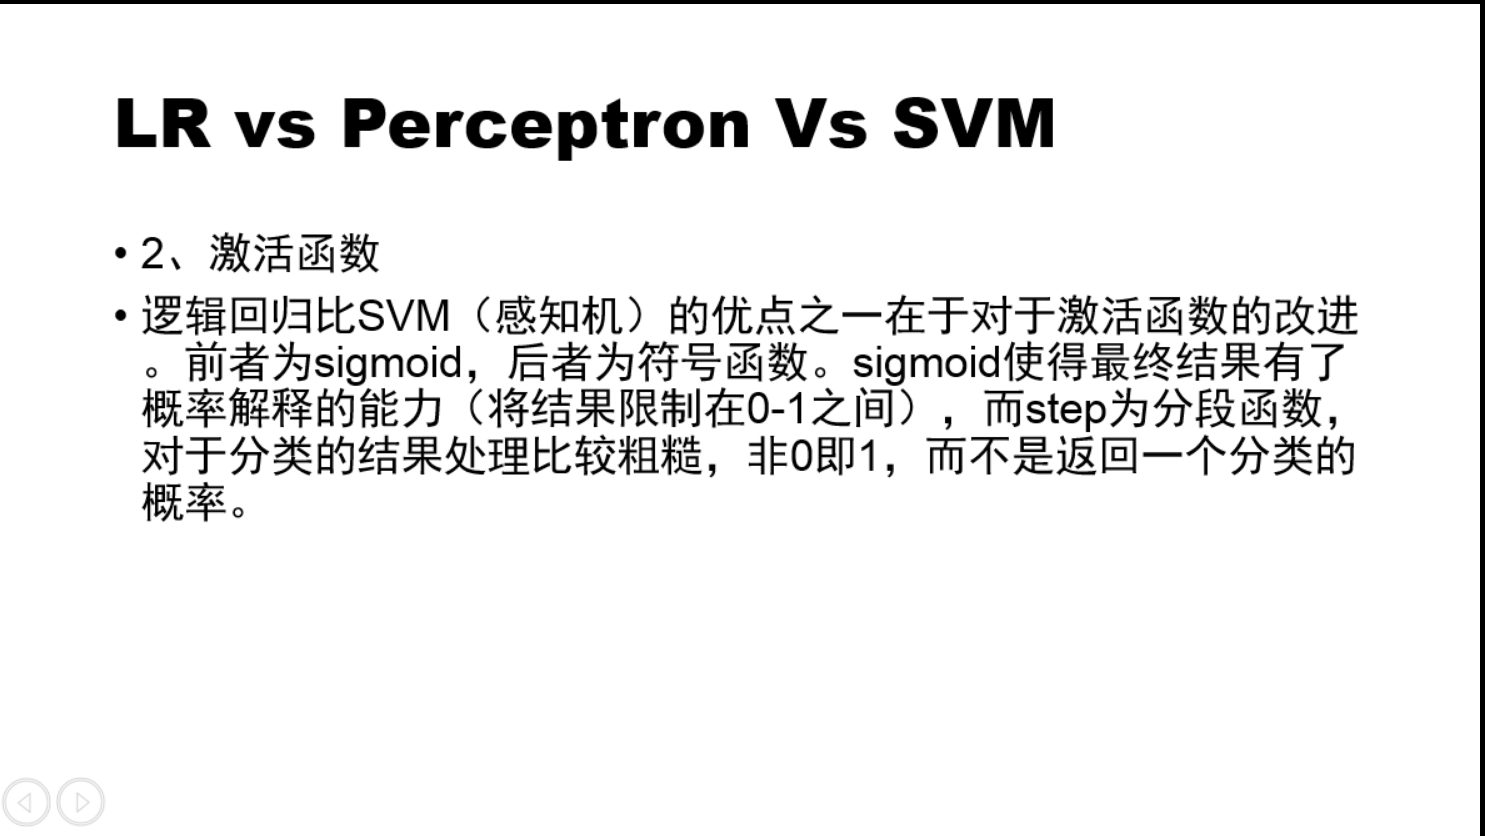 LR vs Perceptron Vs SVM
• 2、激活函数
• 逻辑回归比SVM（感知机）的优点之一在于对于激活函数的改进
。前者为sigmoid，后者为符号函数。sigmoid使得最终结果有了
概率解释的能力（将结果限制在0-1之间），而step为分段函数，
对于分类的结果处理比较粗糙，非0即1，而不是返回一个分类的
概率。